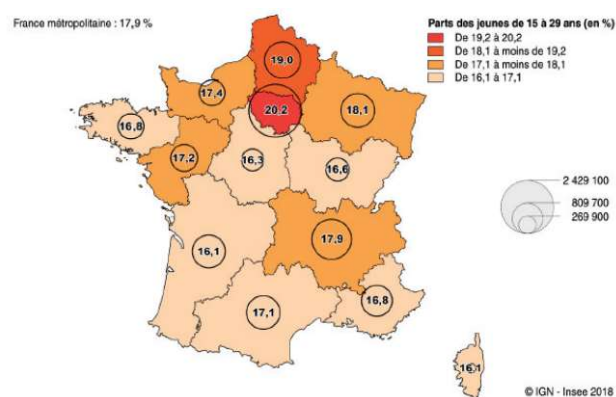 France métropolitaine : 17,9 %
Parts des jeunes de 15 à 29 ans (en %)
De 19,2 à 20,2
De 18,1 à moins de 19,2
De 17,1 à moins de 18,1
De 16,1 à 17,1
19,0
17,4
20,2
18,1
16,8
17,2
16,3
16,6
2 429 100
809 700
269 900
17,9
16,1
16,8
17,1
16,1
© IGN - Insee 2018